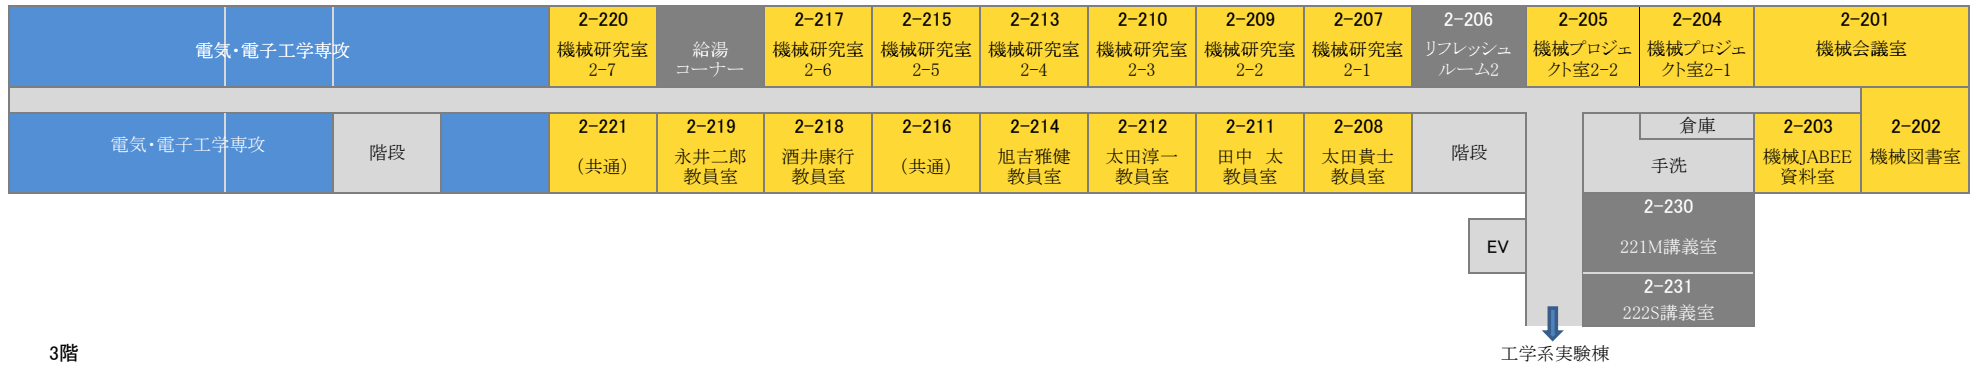 電気・電子工学専攻
2-220
機械研究室
2-7
給湯
コーナー
2-217
機械研究室
2-6
2-215
機械研究室
2-5
2-213
機械研究室
2-4
2-210
機械研究室
2-3
2-209
機械研究室
2-2
2-207
機械研究室
2-1
2-206
リフレッシュ
ルーム2
2-205
機械プロジェ
クト室2-2
2-204
機械プロジェ
クト室2-1
2-201
機械会議室
電気・電子工学専攻
階段
2-221
（共通）
2-219
永井二郎
教員室
2-218
酒井康行
教員室
2-216
（共通）
2-214
旭吉雅健
教員室
2-212
太田淳一
教員室
2-211
田中　太
教員室
2-208
太田貴士
教員室
階段
倉庫
手洗
2-203
機械JABEE
資料室
2-202
機械図書室
2-230
221M講義室
EV
2-231
222S講義室
3階
工学系実験棟